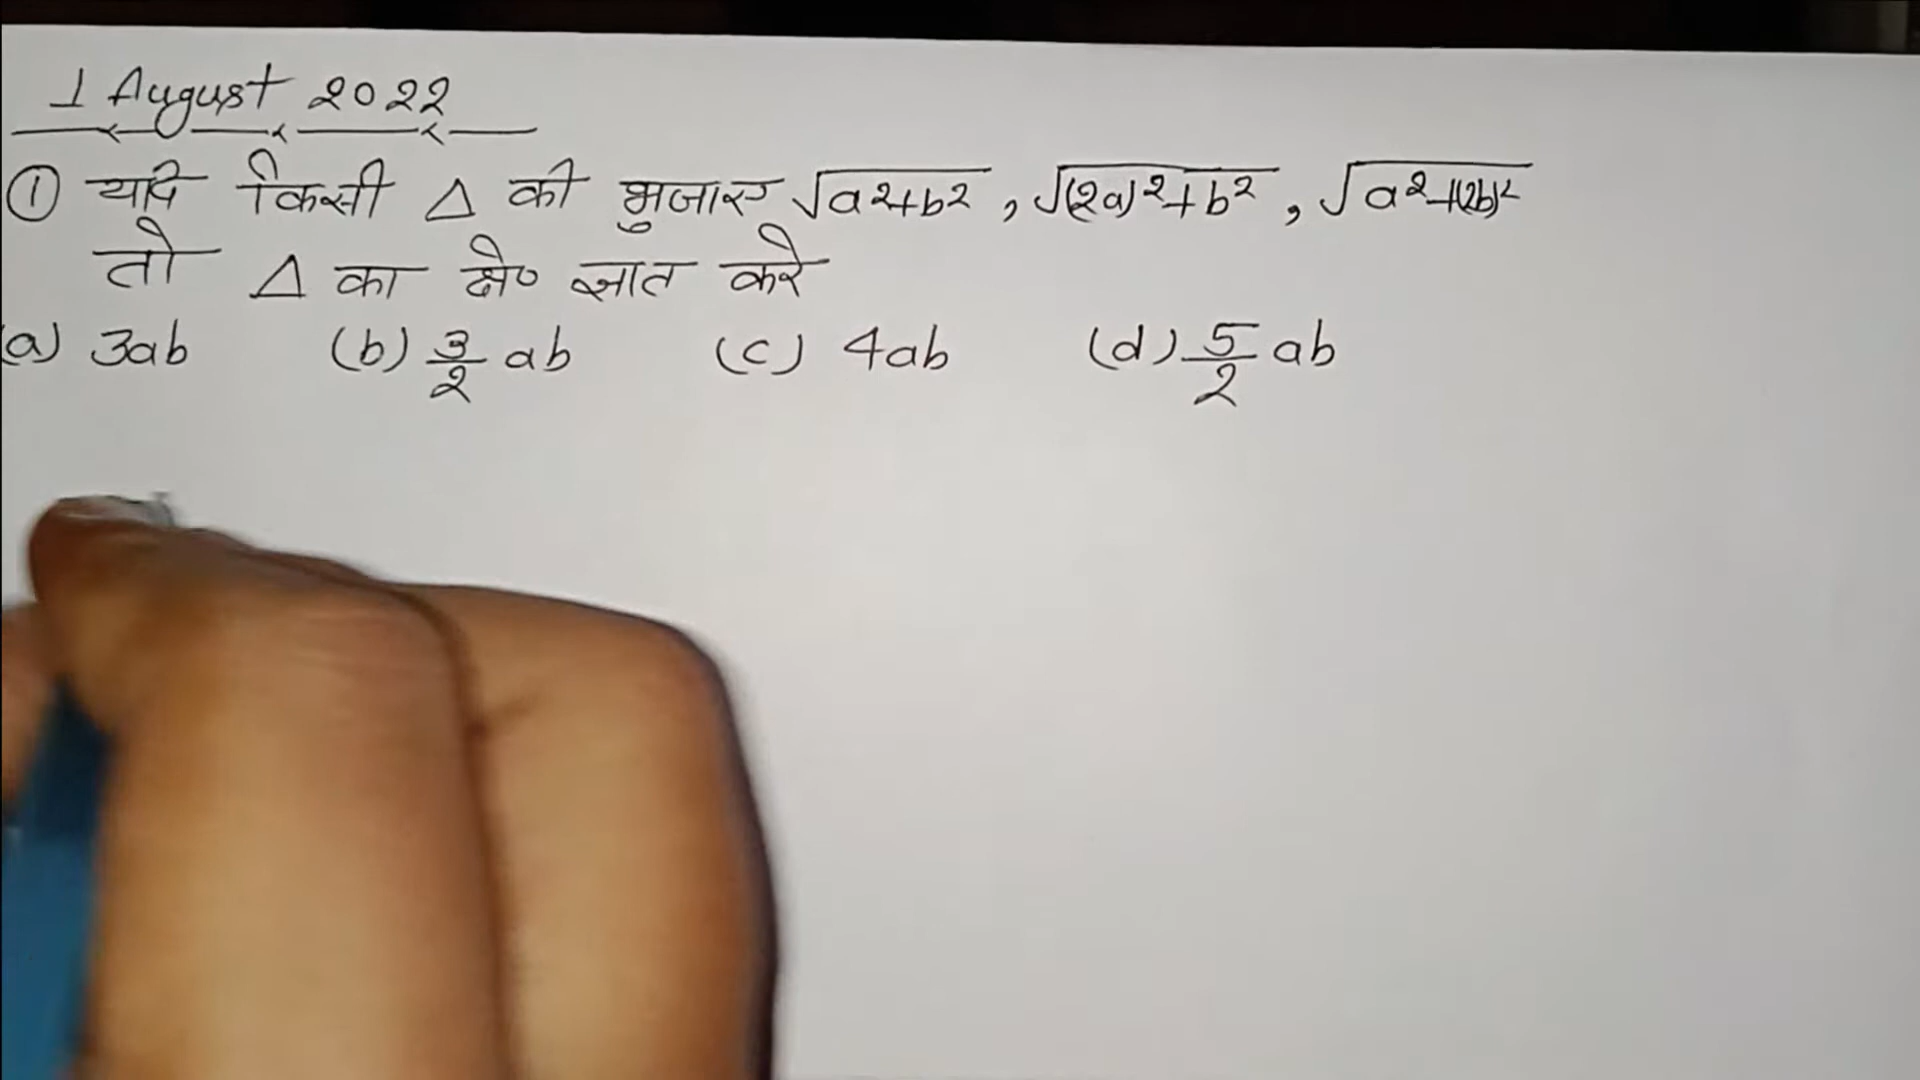 1 August 2022
① यदि किसी △ की भुजाए √(a²+b²) , √((2a)²+b²) , √(a²+(2b)²)
तो △ का क्षे० ज्ञात करे
(a) 3ab (b) 3/2 ab (c) 4ab (d) 5/2 ab